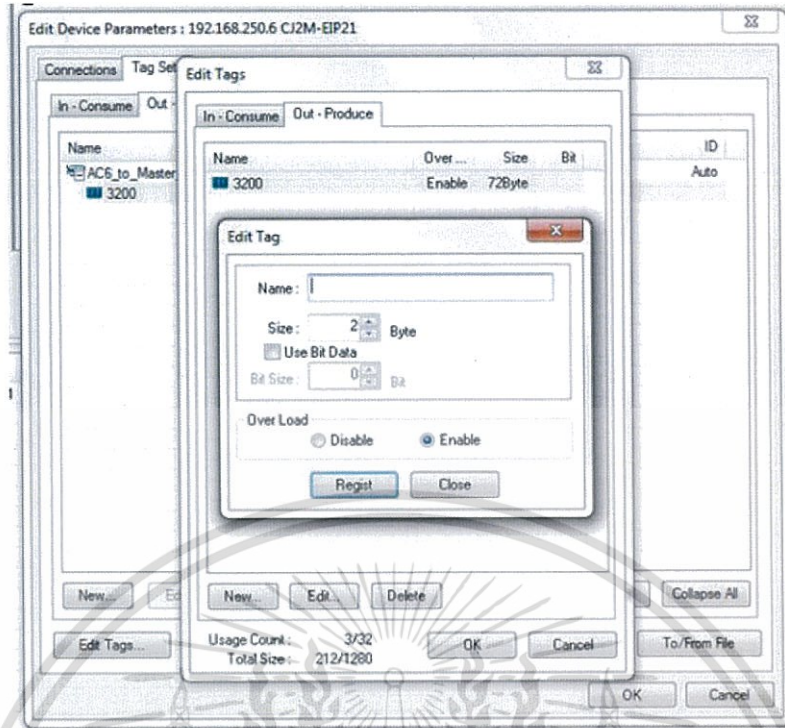 Edit Device Parameters : 192.168.250.6 CJ2M-EIP21
Connections Tag Set
In - Consume Out -
Name
AC6_to_Master
3200
ID
Auto
New...
Edit Tags...
Collapse All
To/From File
OK Cancel
Edit Tags
In - Consume Out - Produce
Name Over ... Size Bit
3200 Enable 72Byte
Edit Tag
Name :
Size : 2 Byte
Use Bit Data
Bit Size : 0 Bit
Over Load
Disable Enable
Regist Close
New... Edit... Delete
Usage Count : 3/32
Total Size : 212/1280
OK Cancel